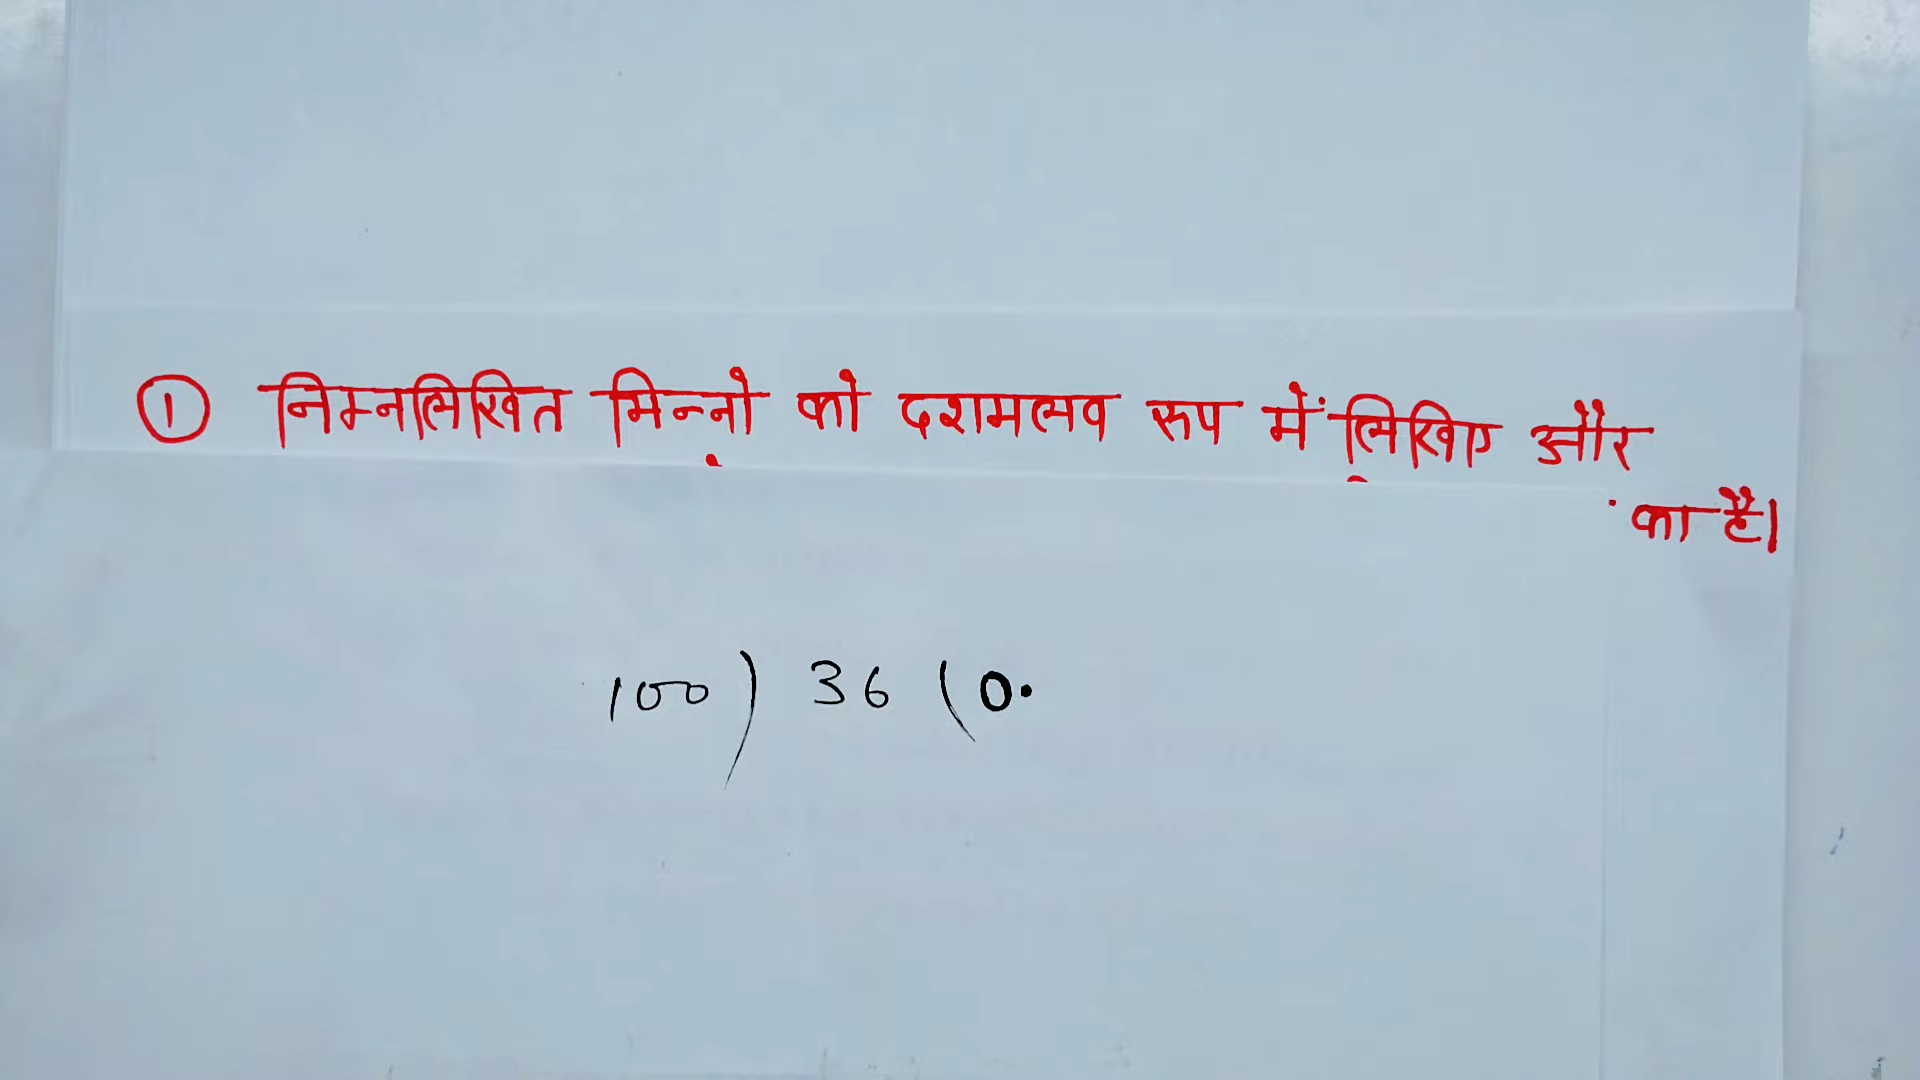 ① निम्नलिखित भिन्नो को दशमलव रूप में लिखिए और
का है।
100) 36 (0.